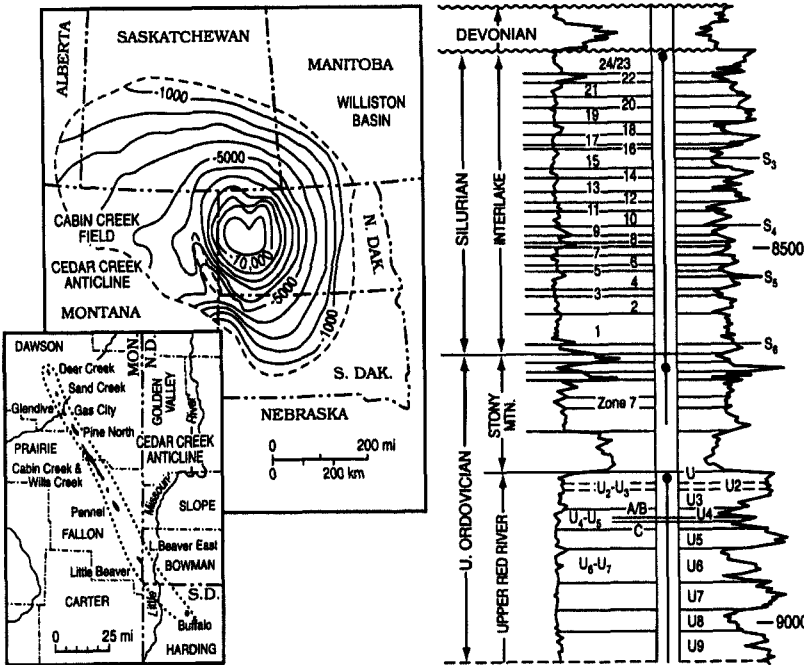 ALBERTA
SASKATCHEWAN
MANITOBA
WILLISTON
BASIN
-1000
-5000
CABIN CREEK
FIELD
CEDAR CREEK
ANTICLINE
MONTANA
-10,000
-5000
1000
N. DAK.
S. DAK.
NEBRASKA
0 200 mi
0 200 km
DAWSON
MON.
N.D.
Deer Creek
Sand Creek
Glendive
Gas City
Pine North
GOLDEN
VALLEY
River
CEDAR CREEK
ANTICLINE
PRAIRIE
Cabin Creek &
Wills Creek
Missouri
SLOPE
Pennel
FALLON
Beaver East
BOWMAN
Little Beaver
S.D.
CARTER
Little
Buffalo
0 25 mi
HARDING
DEVONIAN
SILURIAN
INTERLAKE
24/23
22
21
20
19
18
17
16
15
S3
14
13
12
11
10
S4
9
8
8500
7
6
5
S5
4
3
2
1
S6
U. ORDOVICIAN
STONY
MTN.
Zone 7
UPPER RED RIVER
U
U2-U3
U2
U3
A/B
U4-U5
U4
C
U5
U6-U7
U6
U7
U8
9000
U9